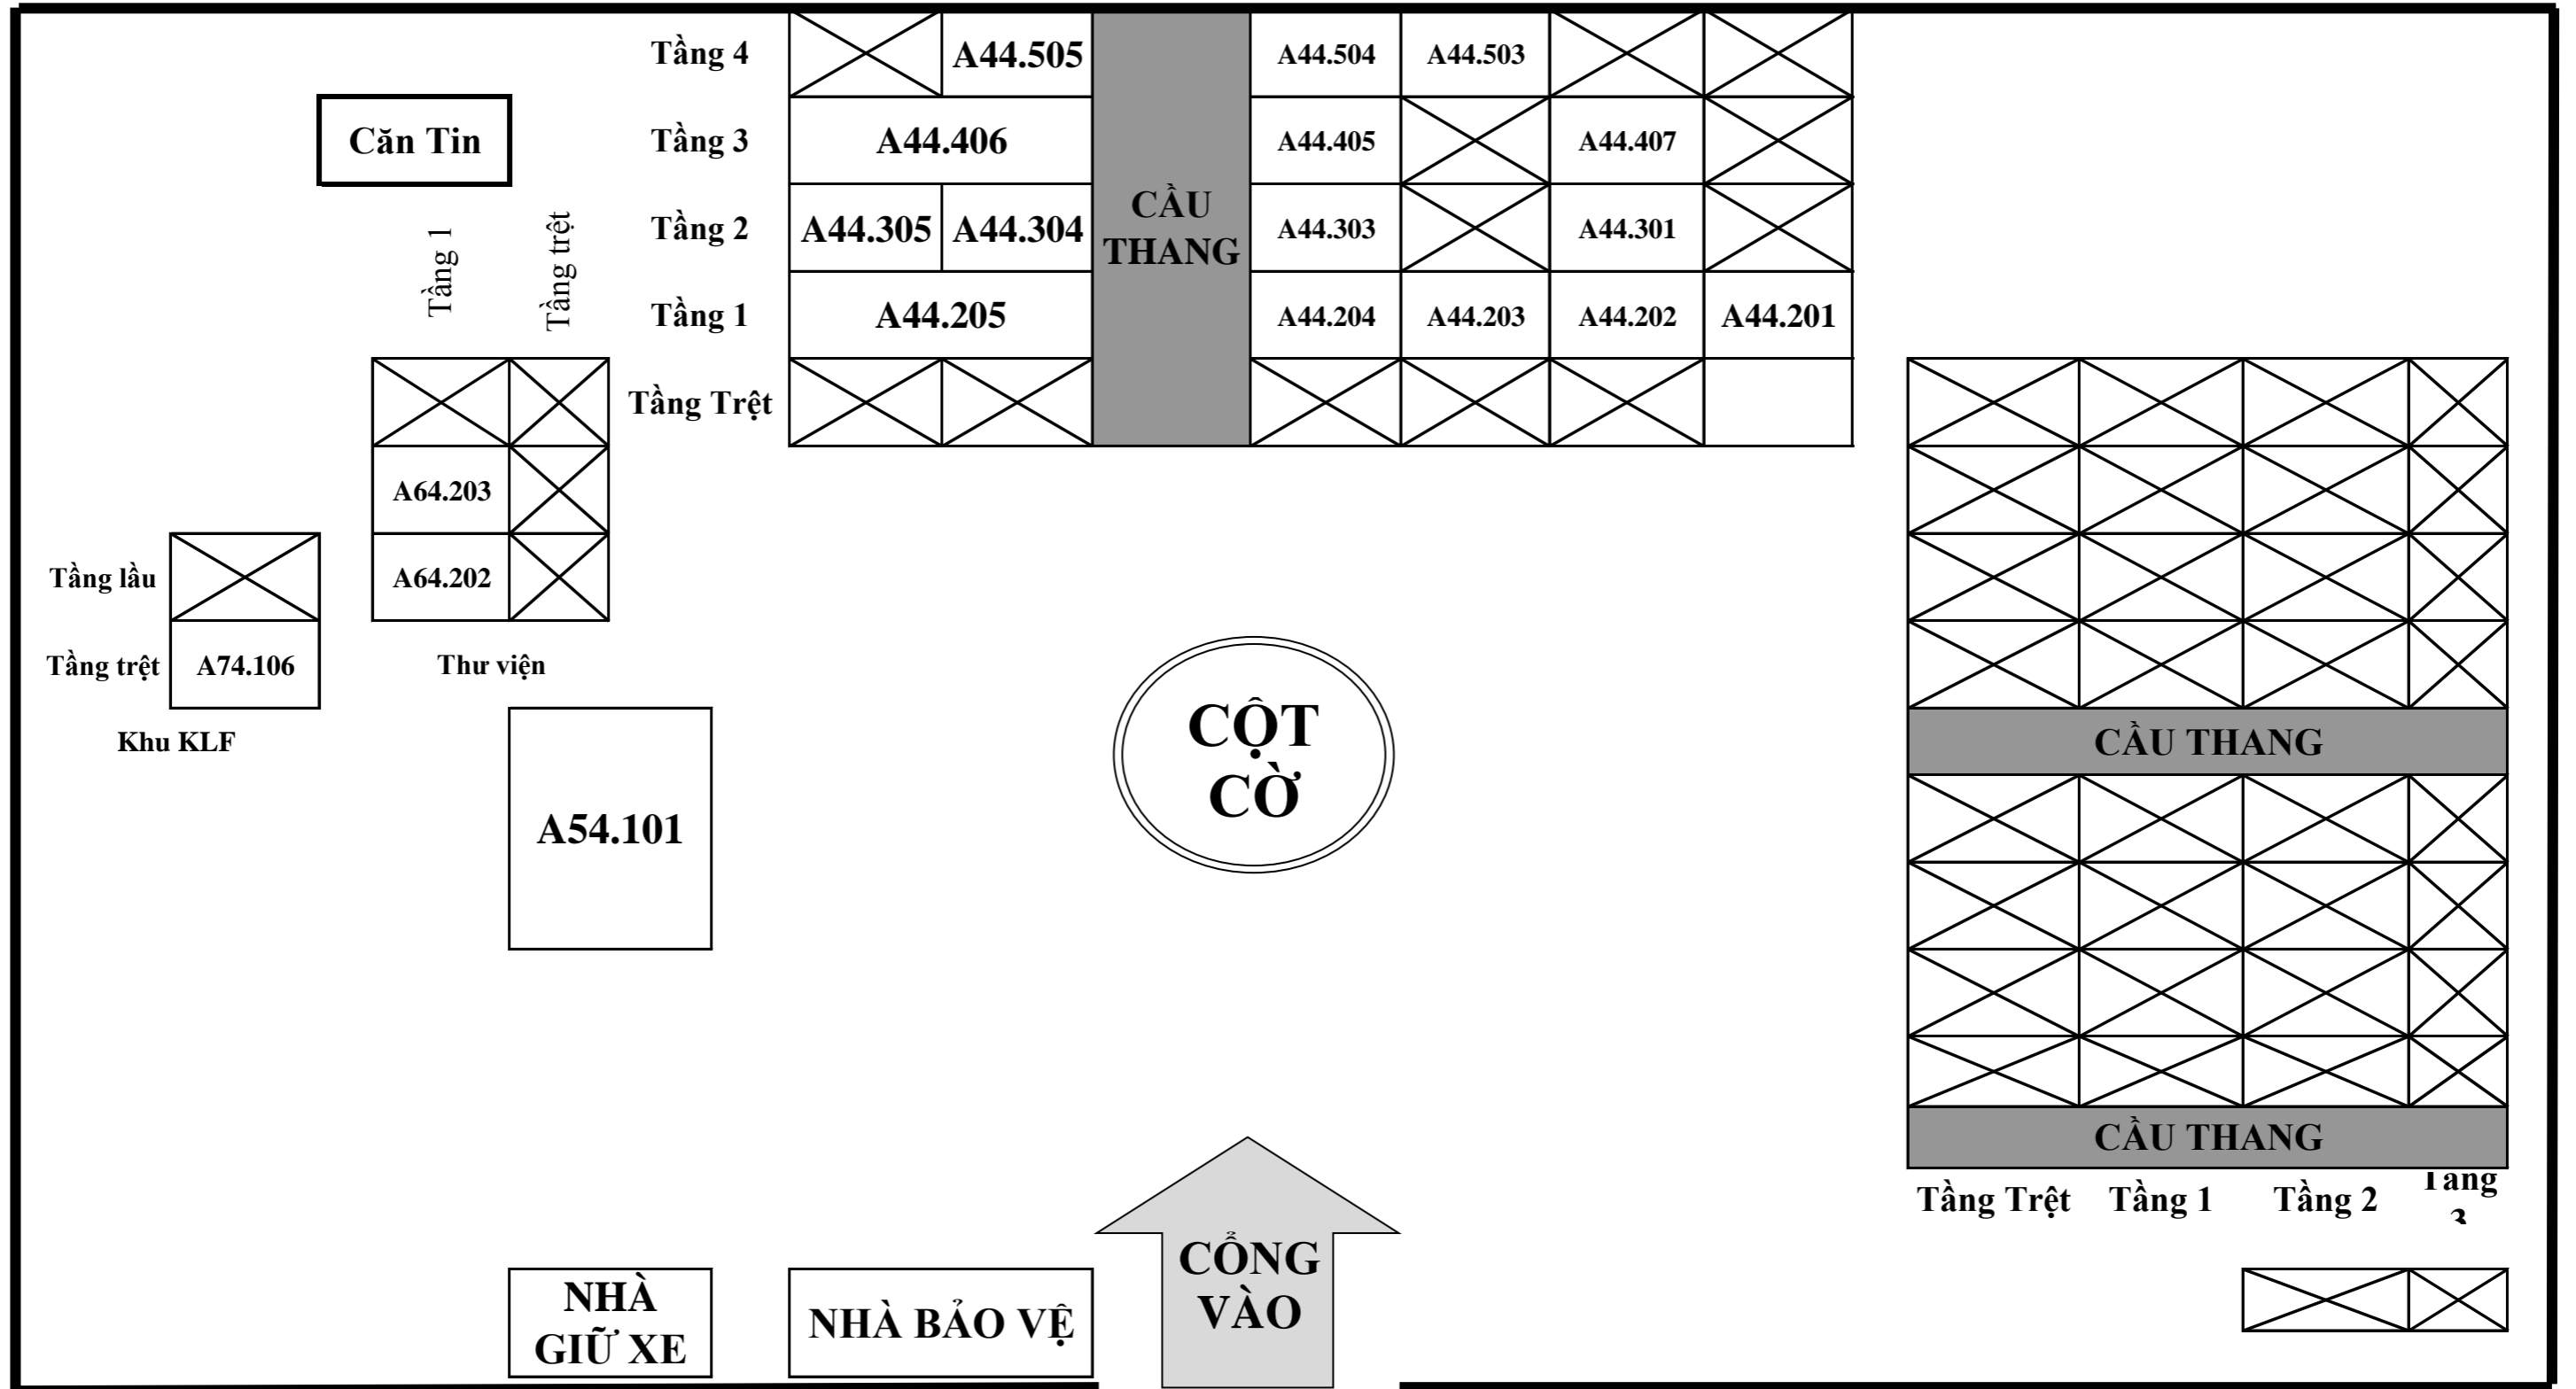 Tầng 4
A44.505
A44.504
A44.503
Căn Tin
Tầng 3
A44.406
A44.405
A44.407
CẦU
THANG
Tầng 1
Tầng trệt
Tầng 2
A44.305
A44.304
A44.303
A44.301
Tầng 1
A44.205
A44.204
A44.203
A44.202
A44.201
Tầng Trệt
A64.203
Tầng lầu
A64.202
Tầng trệt
A74.106
Thư viện
Khu KLF
CỘT
CỜ
CẦU THANG
A54.101
CẦU THANG
Tầng Trệt
Tầng 1
Tầng 2
Tầng
3
CỔNG
VÀO
NHÀ
GIỮ XE
NHÀ BẢO VỆ